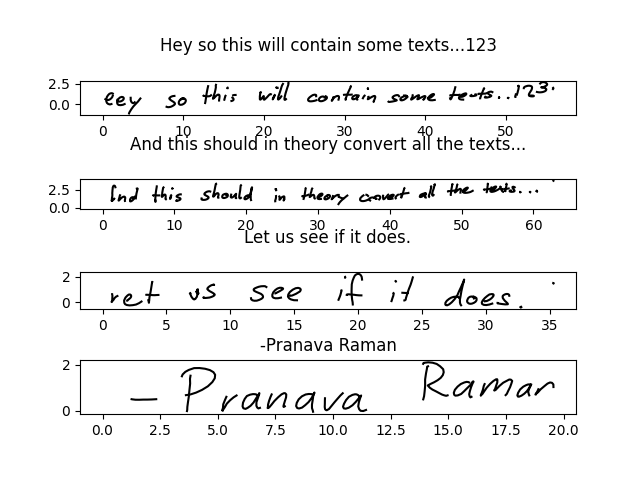 Hey so this will contain some texts...123
2.5
0.0
eey so this will contain some texts..123.
0 10 20 30 40 50
And this should in theory convert all the texts...
2.5
0.0
And this should in theory convert all the texts...
0 10 20 30 40 50 60
Let us see if it does.
2
0
ret us see if it does.
0 5 10 15 20 25 30 35
-Pranava Raman
2
0
- Pranava Raman
0.0 2.5 5.0 7.5 10.0 12.5 15.0 17.5 20.0